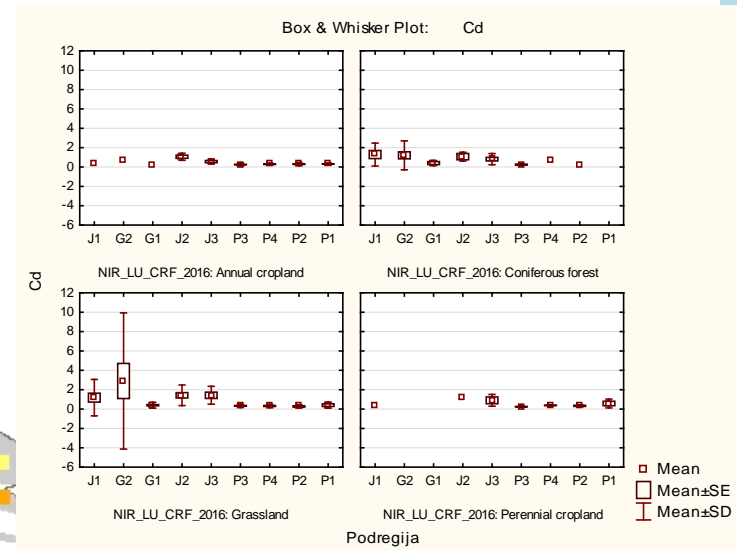 Box & Whisker Plot: Cd
12
10
8
6
4
2
0
-2
-4
-6
J1 G2 G1 J2 J3 P3 P4 P2 P1
NIR_LU_CRF_2016: Annual cropland
J1 G2 G1 J2 J3 P3 P4 P2 P1
NIR_LU_CRF_2016: Coniferous forest
Cd
12
10
8
6
4
2
0
-2
-4
-6
J1 G2 G1 J2 J3 P3 P4 P2 P1
NIR_LU_CRF_2016: Grassland
J1 G2 G1 J2 J3 P3 P4 P2 P1
NIR_LU_CRF_2016: Perennial cropland
Podregija
Mean
Mean±SE
Mean±SD